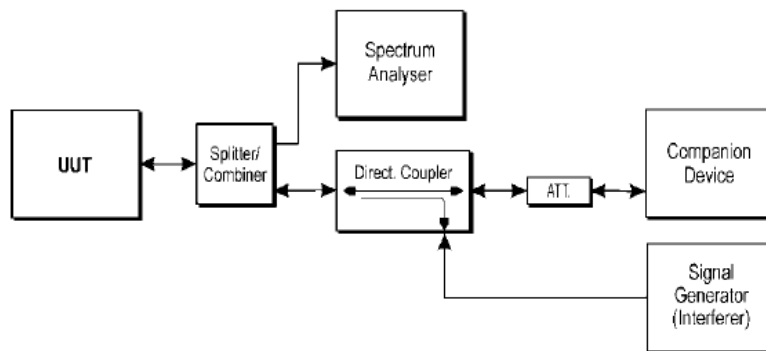 Spectrum
Analyser
UUT
Splitter/
Combiner
Direct. Coupler
ATT.
Companion
Device
Signal
Generator
(Interferer)